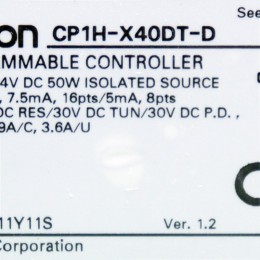 See
on CP1H-X40DT-D
MMABLE CONTROLLER
4V DC 50W ISOLATED SOURCE
, 7.5mA, 16pts/5mA, 8pts
DC RES/30V DC TUN/30V DC P.D. ,
9A/C, 3.6A/U
11Y11S Ver. 1.2
Corporation